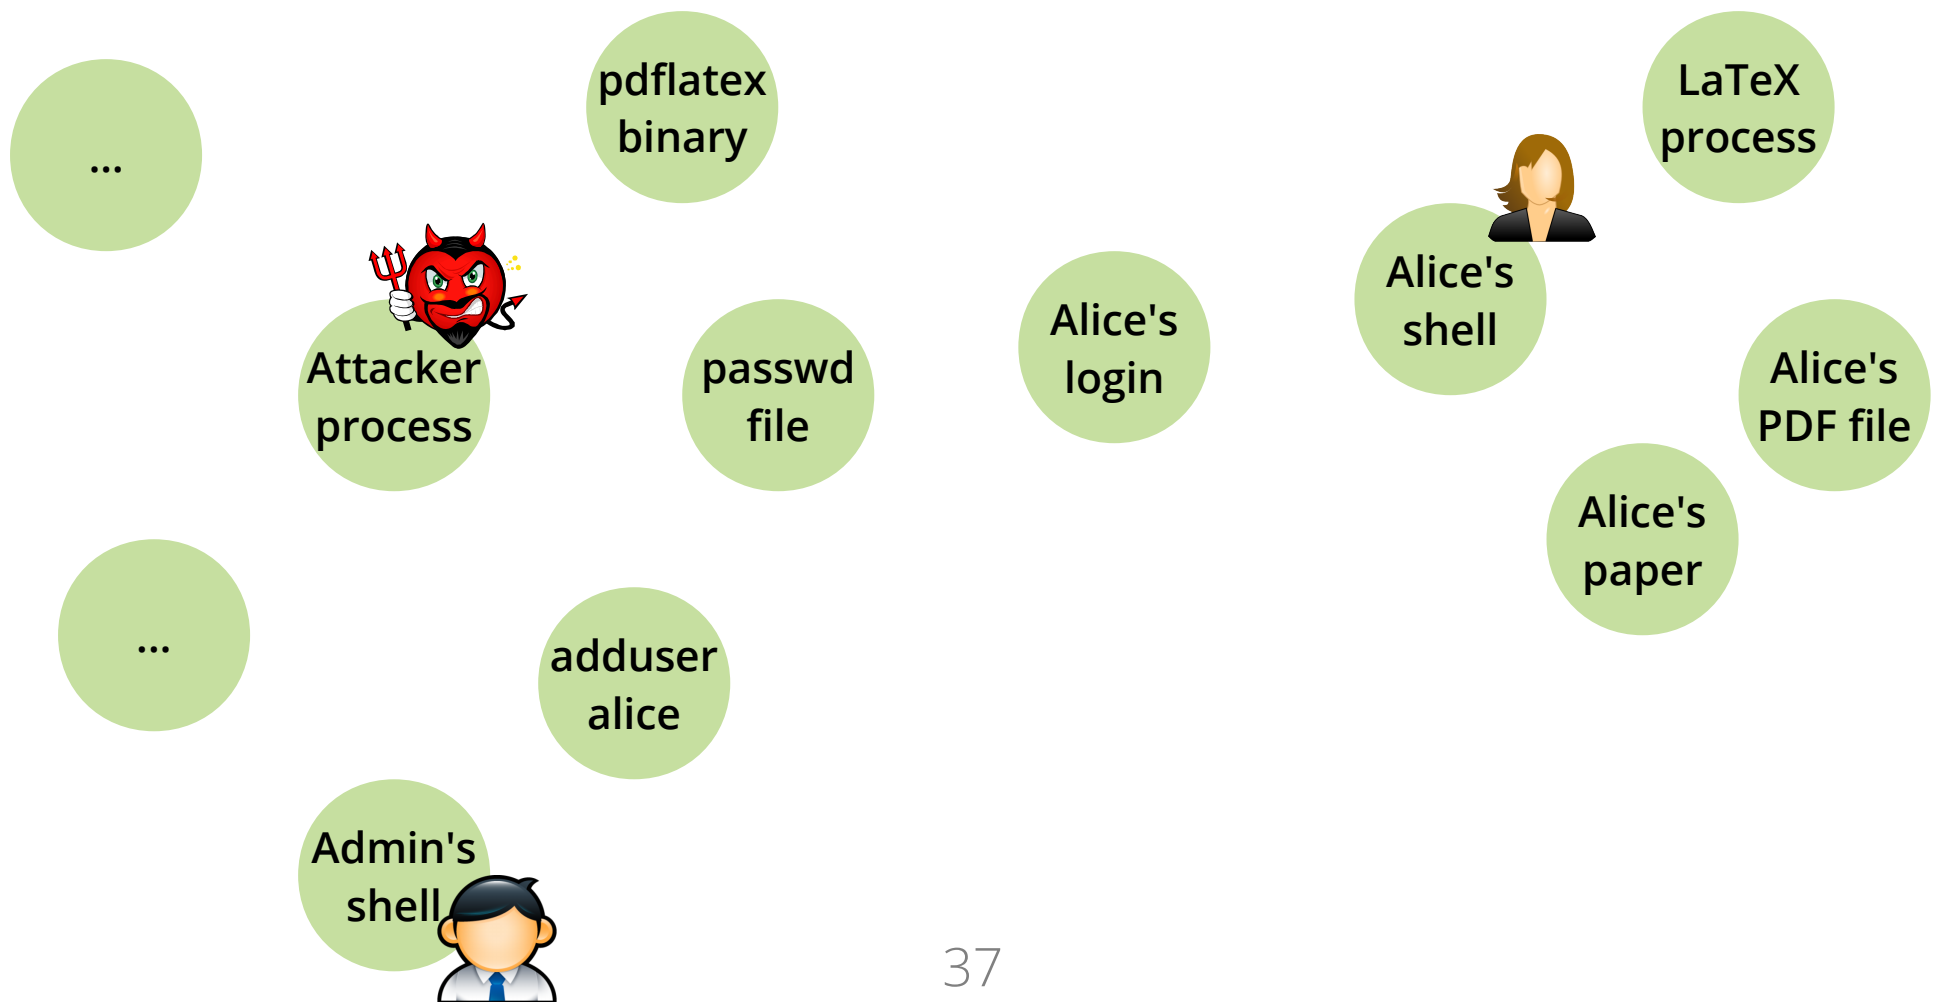 ...
pdflatex
binary
LaTeX
process
Attacker
process
passwd
file
Alice's
login
Alice's
shell
Alice's
PDF file
Alice's
paper
...
adduser
alice
Admin's
shell
37